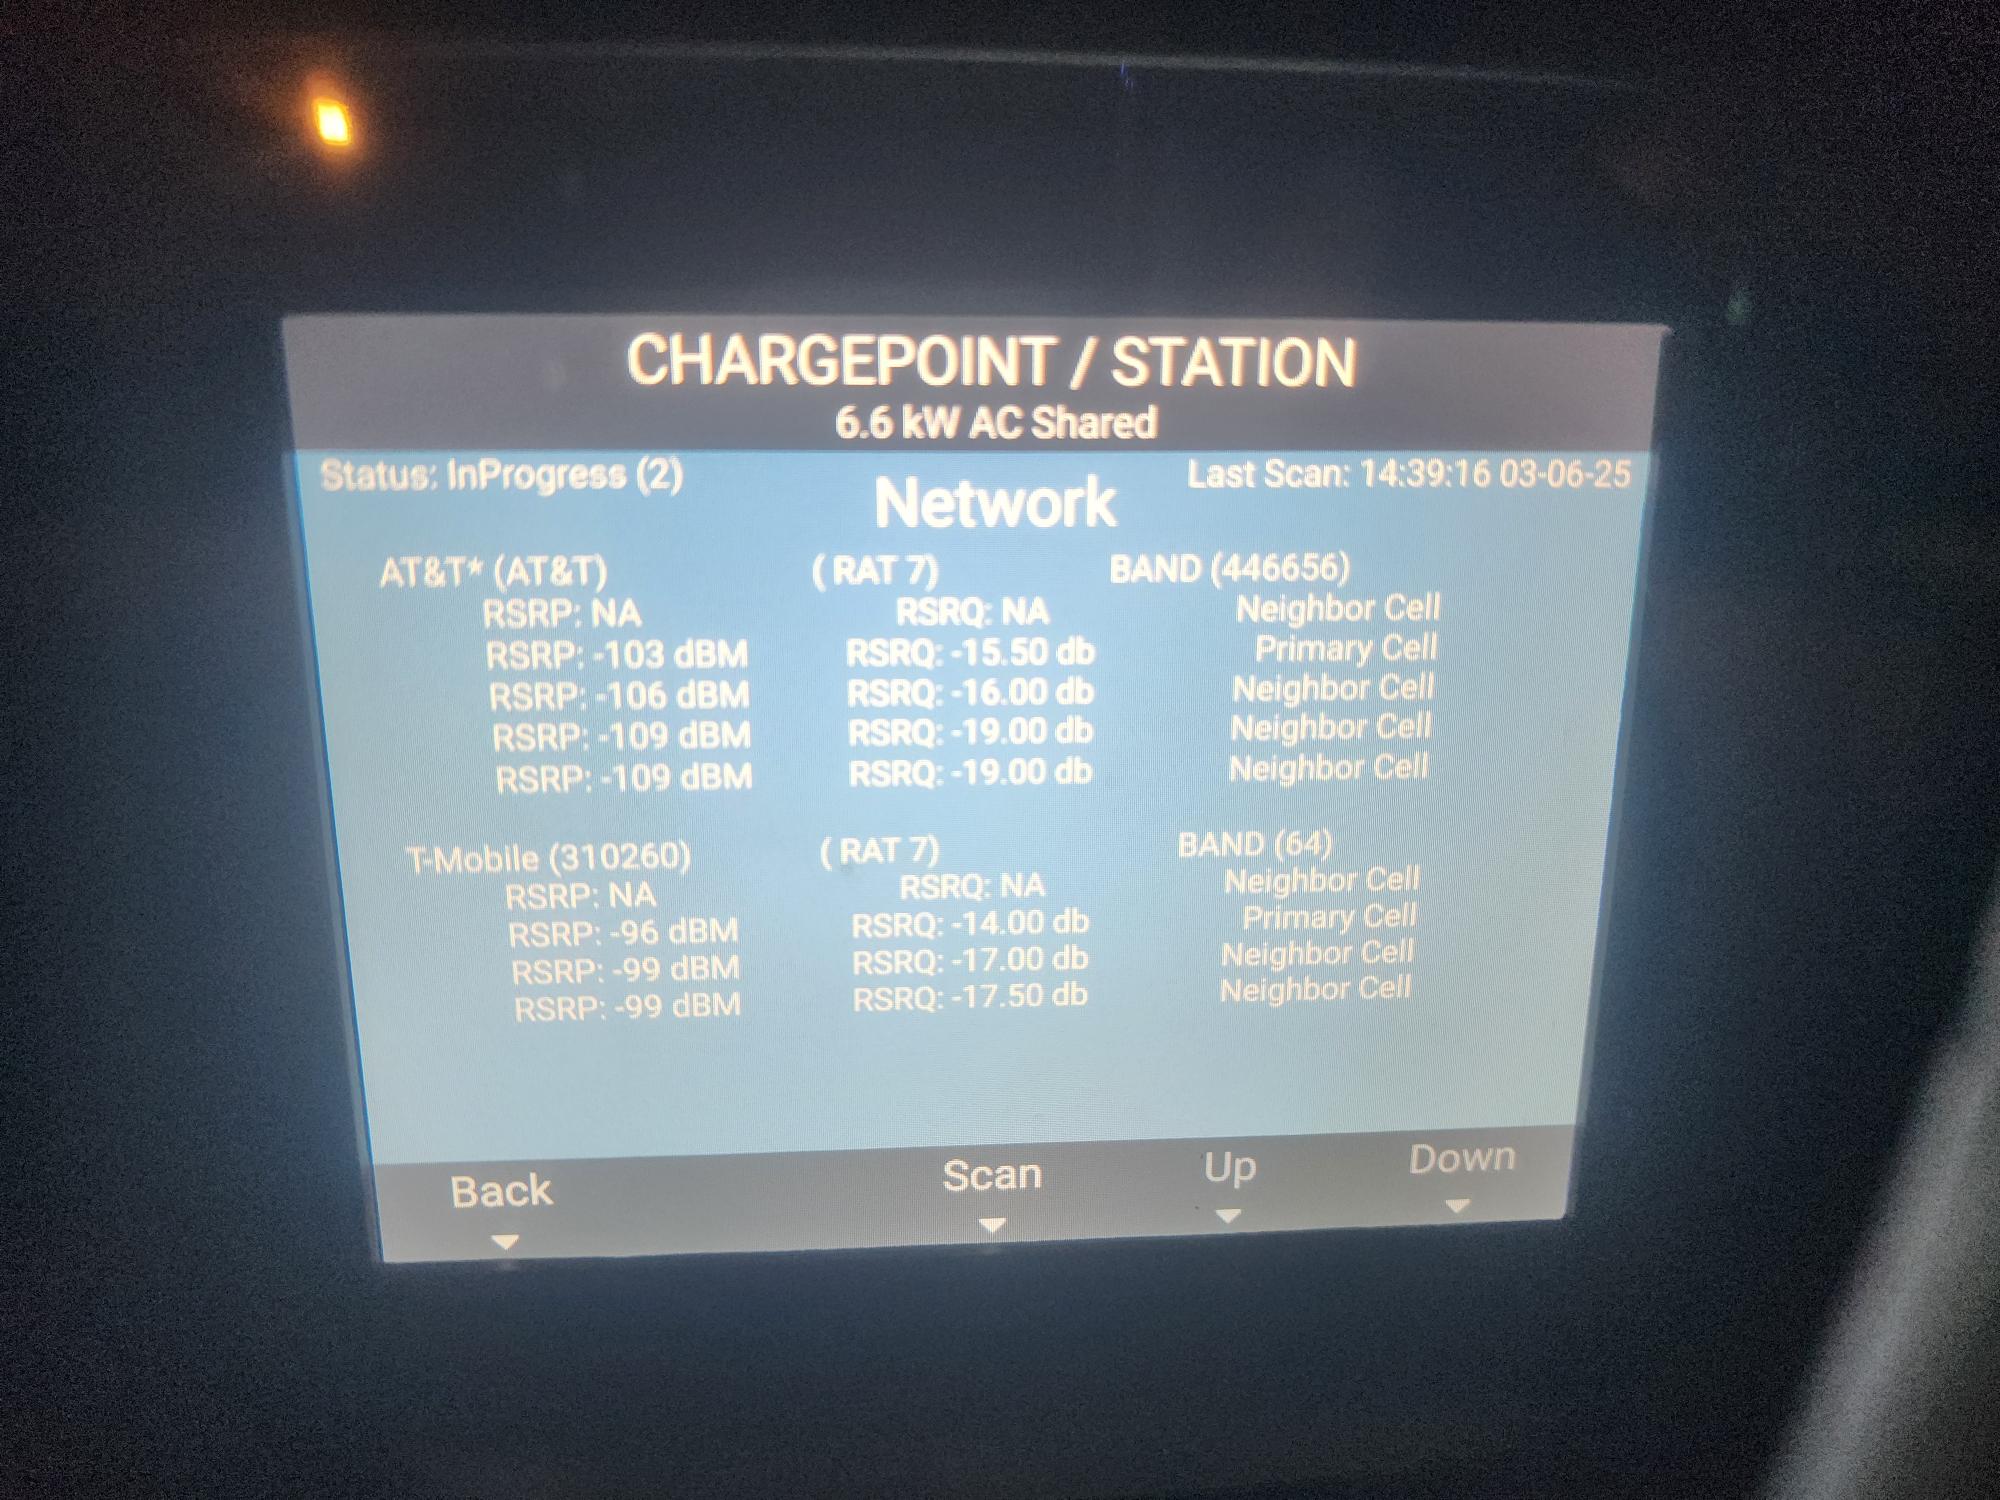 CHARGEPOINT / STATION
6.6 kW AC Shared
Status: InProgress (2)
Network
Last Scan: 14:39:16 03-06-25
AT&T* (AT&T) ( RAT 7) BAND (446656)
RSRP: NA RSRQ: NA Neighbor Cell
RSRP: -103 dBM RSRQ: -15.50 db Primary Cell
RSRP: -106 dBM RSRQ: -16.00 db Neighbor Cell
RSRP: -109 dBM RSRQ: -19.00 db Neighbor Cell
RSRP: -109 dBM RSRQ: -19.00 db Neighbor Cell
T-Mobile (310260) ( RAT 7) BAND (64)
RSRP: NA RSRQ: NA Neighbor Cell
RSRP: -96 dBM RSRQ: -14.00 db Primary Cell
RSRP: -99 dBM RSRQ: -17.00 db Neighbor Cell
RSRP: -99 dBM RSRQ: -17.50 db Neighbor Cell
Back Scan Up Down